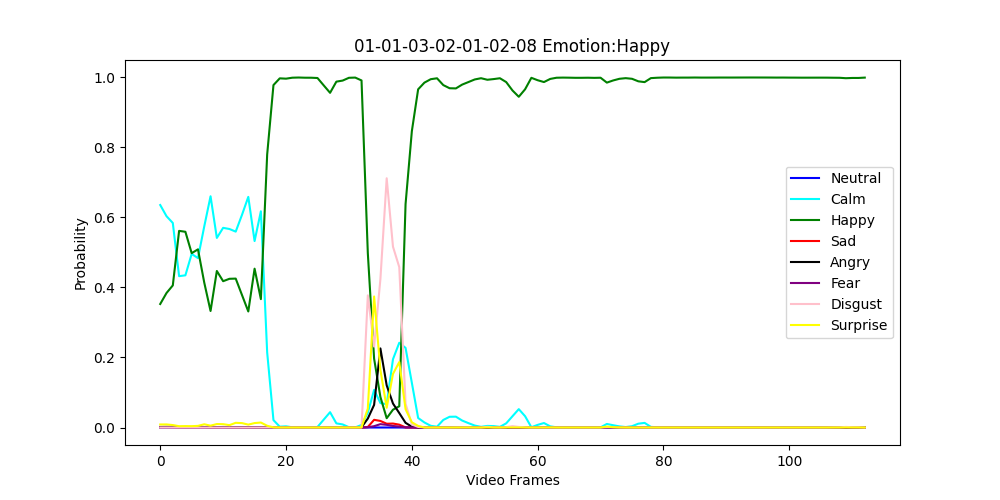 01-01-03-02-01-02-08 Emotion:Happy
Probability
1.0
0.8
0.6
0.4
0.2
0.0
0 20 40 60 80 100
Video Frames
Neutral
Calm
Happy
Sad
Angry
Fear
Disgust
Surprise